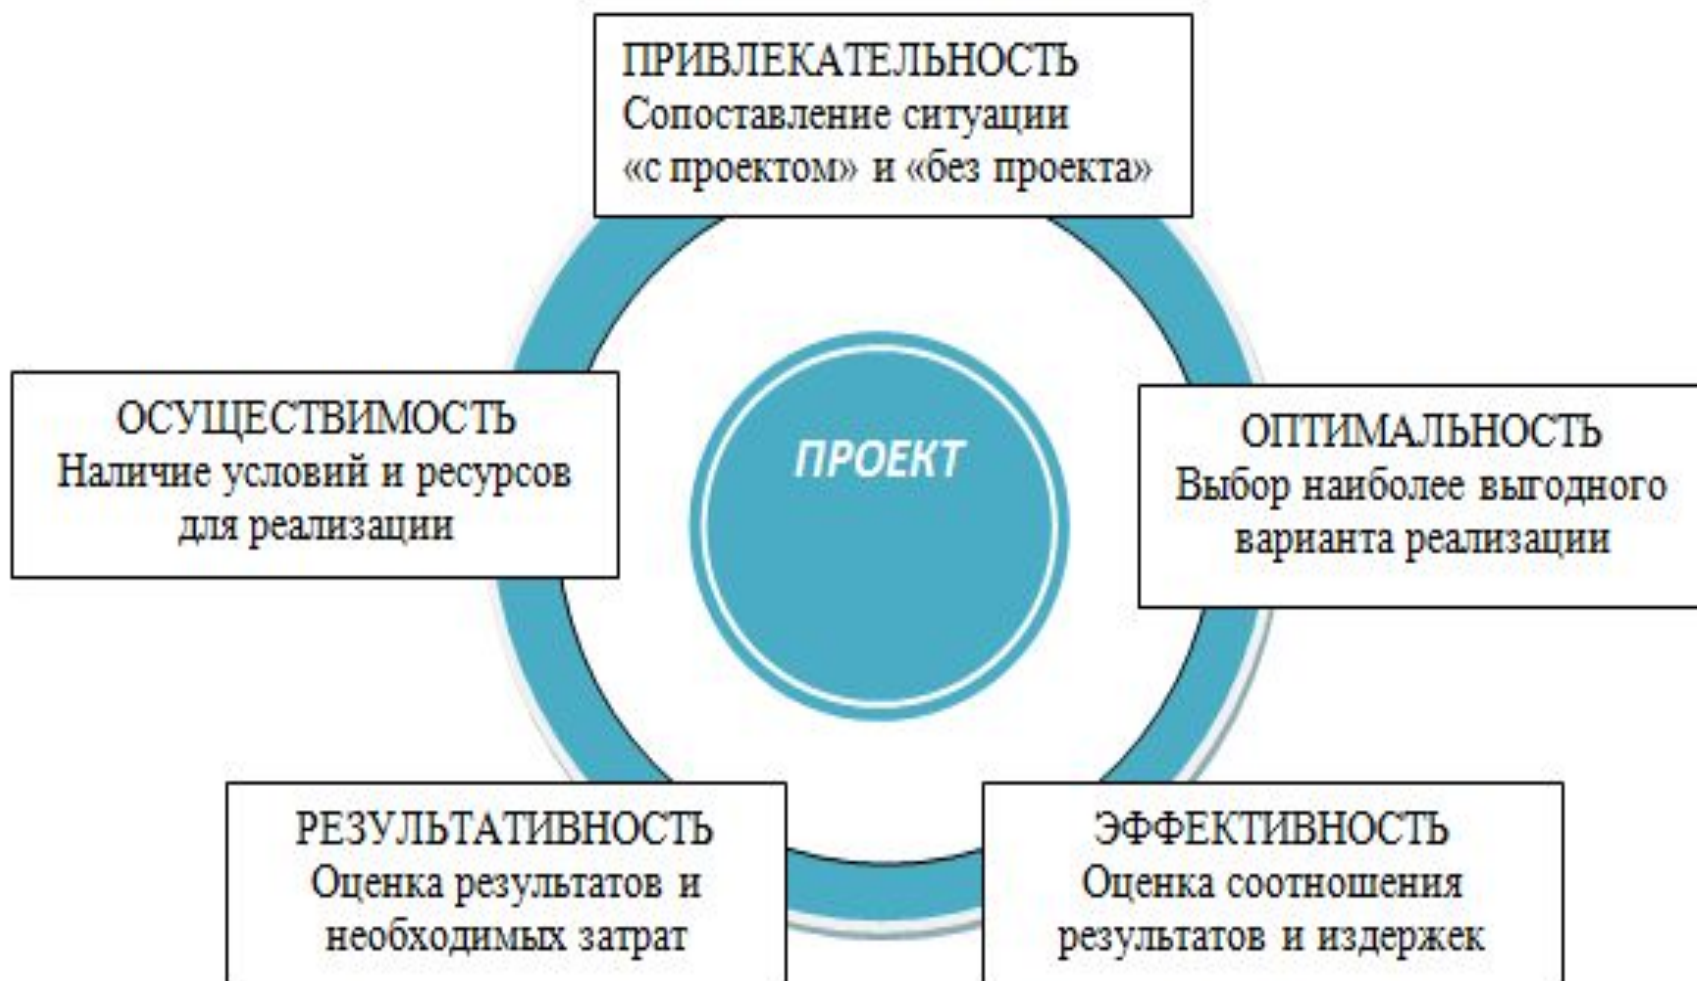 ПРИВЛЕКАТЕЛЬНОСТЬ
Сопоставление ситуации
«с проектом» и «без проекта»
ОСУЩЕСТВИМОСТЬ
Наличие условий и ресурсов
для реализации
ПРОЕКТ
ОПТИМАЛЬНОСТЬ
Выбор наиболее выгодного
варианта реализации
РЕЗУЛЬТАТИВНОСТЬ
Оценка результатов и
необходимых затрат
ЭФФЕКТИВНОСТЬ
Оценка соотношения
результатов и издержек